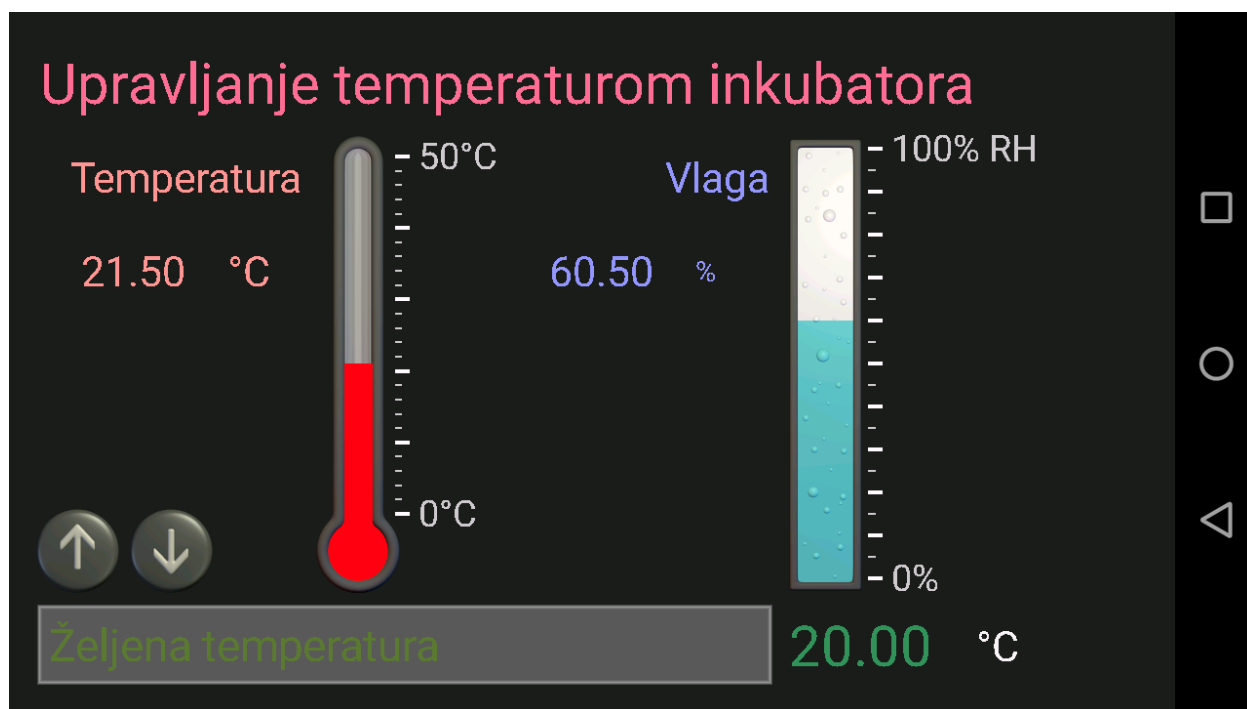 Upravljanje temperaturom inkubatora
Temperatura
50°C
Vlaga
100% RH
21.50 °C
60.50 %
0°C
0%
Željena temperatura
20.00 °C